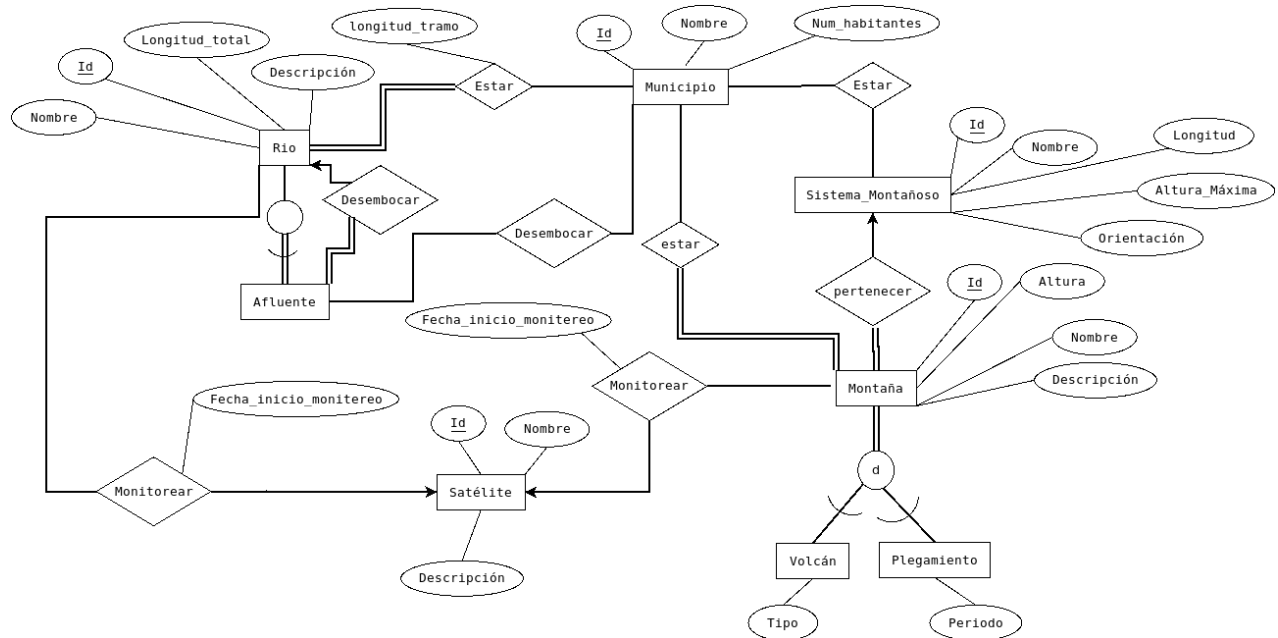 longitud_tramo
Nombre
Num_habitantes
Id
Longitud_total
Id
Descripción
Estar
Municipio
Estar
Nombre
Id
Longitud
Rio
Nombre
Altura_Máxima
Desembocar
Sistema_Montañoso
Desembocar
estar
Orientación
Id
Altura
pertenecer
Afluente
Fecha_inicio_monitereo
Nombre
Monitorear
Montaña
Descripción
Fecha_inicio_monitereo
Id
Nombre
d
Monitorear
Satélite
Volcán
Plegamiento
Descripción
Tipo
Periodo